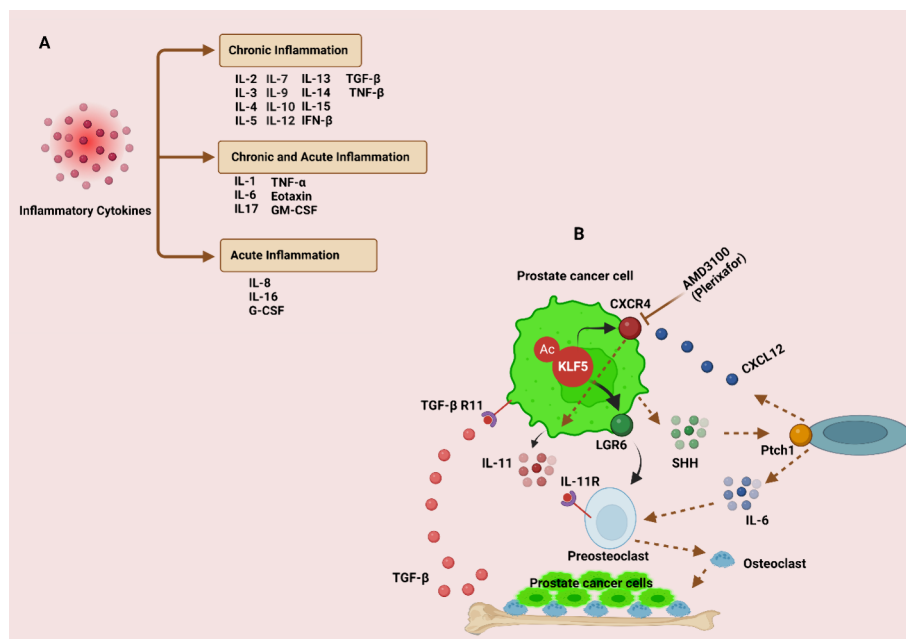 A
Chronic Inflammation
IL-2 IL-7 IL-13 TGF-β
IL-3 IL-9 IL-14 TNF-β
IL-4 IL-10 IL-15
IL-5 IL-12 IFN-β
Chronic and Acute Inflammation
IL-1 TNF-α
IL-6 Eotaxin
IL17 GM-CSF
Inflammatory Cytokines
Acute Inflammation
IL-8
IL-16
G-CSF
B
Prostate cancer cell
AMD3100
(Plerixafor)
CXCR4
Ac
KLF5
CXCL12
TGF-β R11
LGR6
Ptch1
IL-11
SHH
IL-11R
IL-6
Preosteoclast
Osteoclast
TGF-β
Prostate cancer cells